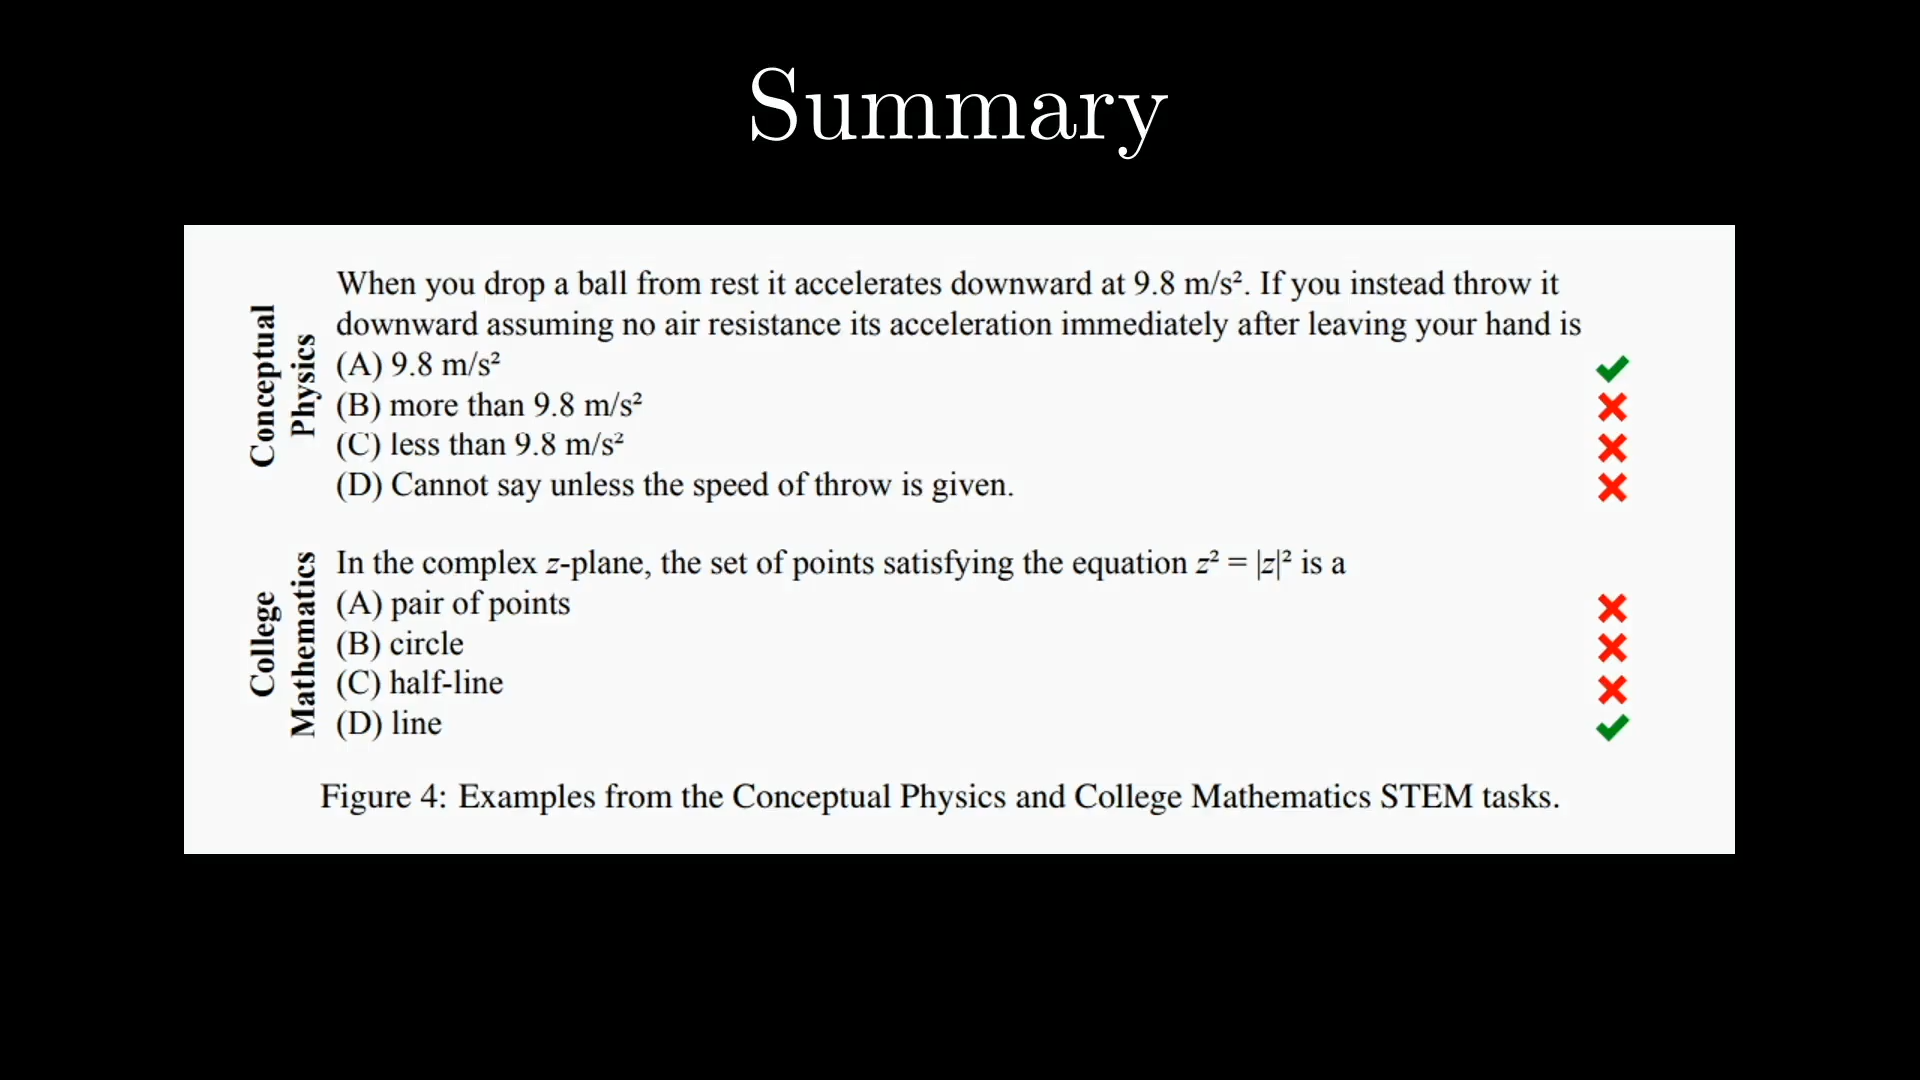 Summary
Conceptual
Physics
When you drop a ball from rest it accelerates downward at 9.8 m/s². If you instead throw it
downward assuming no air resistance its acceleration immediately after leaving your hand is
(A) 9.8 m/s²
(B) more than 9.8 m/s²
(C) less than 9.8 m/s²
(D) Cannot say unless the speed of throw is given.
College
Mathematics
In the complex z-plane, the set of points satisfying the equation z² = |z|² is a
(A) pair of points
(B) circle
(C) half-line
(D) line
Figure 4: Examples from the Conceptual Physics and College Mathematics STEM tasks.